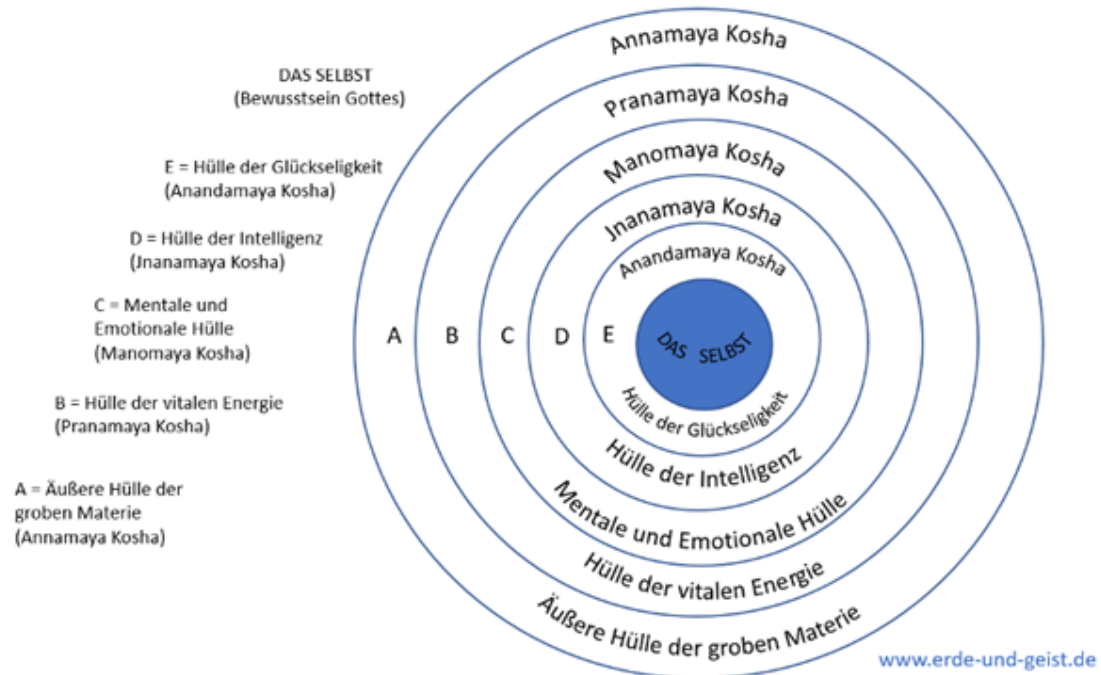 DAS SELBST
(Bewusstsein Gottes)
E = Hülle der Glückseligkeit
(Anandamaya Kosha)
D = Hülle der Intelligenz
(Jnanamaya Kosha)
C = Mentale und
Emotionale Hülle
(Manomaya Kosha)
B = Hülle der vitalen Energie
(Pranamaya Kosha)
A = Äußere Hülle der
groben Materie
(Annamaya Kosha)
Annamaya Kosha
Pranamaya Kosha
Manomaya Kosha
Jnanamaya Kosha
Anandamaya Kosha
A B C D E
DAS SELBST
Hülle der Glückseligkeit
Hülle der Intelligenz
Mentale und Emotionale Hülle
Hülle der vitalen Energie
Äußere Hülle der groben Materie
www.erde-und-geist.de